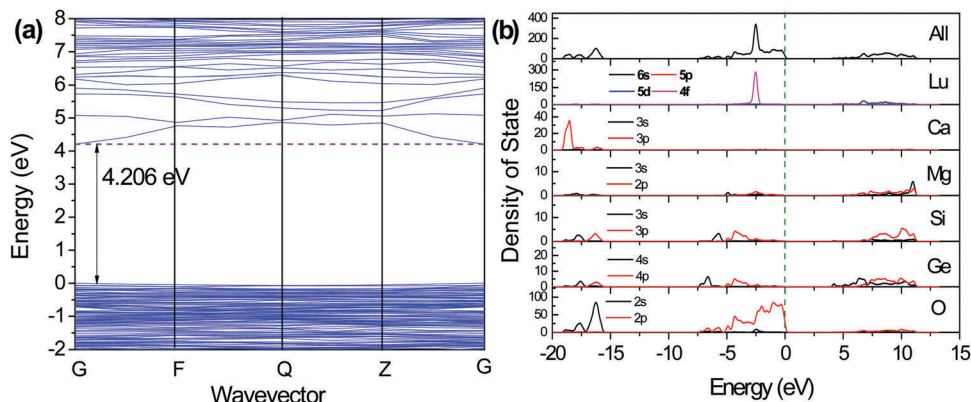 (a)
8
7
6
5
4
3
2
1
0
-1
-2
Energy (eV)
4.206 eV
G F Q Z G
Wavevector
(b)
Density of State
400
200
0
All
300
150
0
6s 5p
5d 4f
Lu
40
20
0
3s
3p
Ca
10
5
0
3s
2p
Mg
10
5
0
3s
3p
Si
20
10
0
4s
4p
Ge
100
50
0
2s
2p
O
-20 -15 -10 -5 0 5 10 15
Energy (eV)